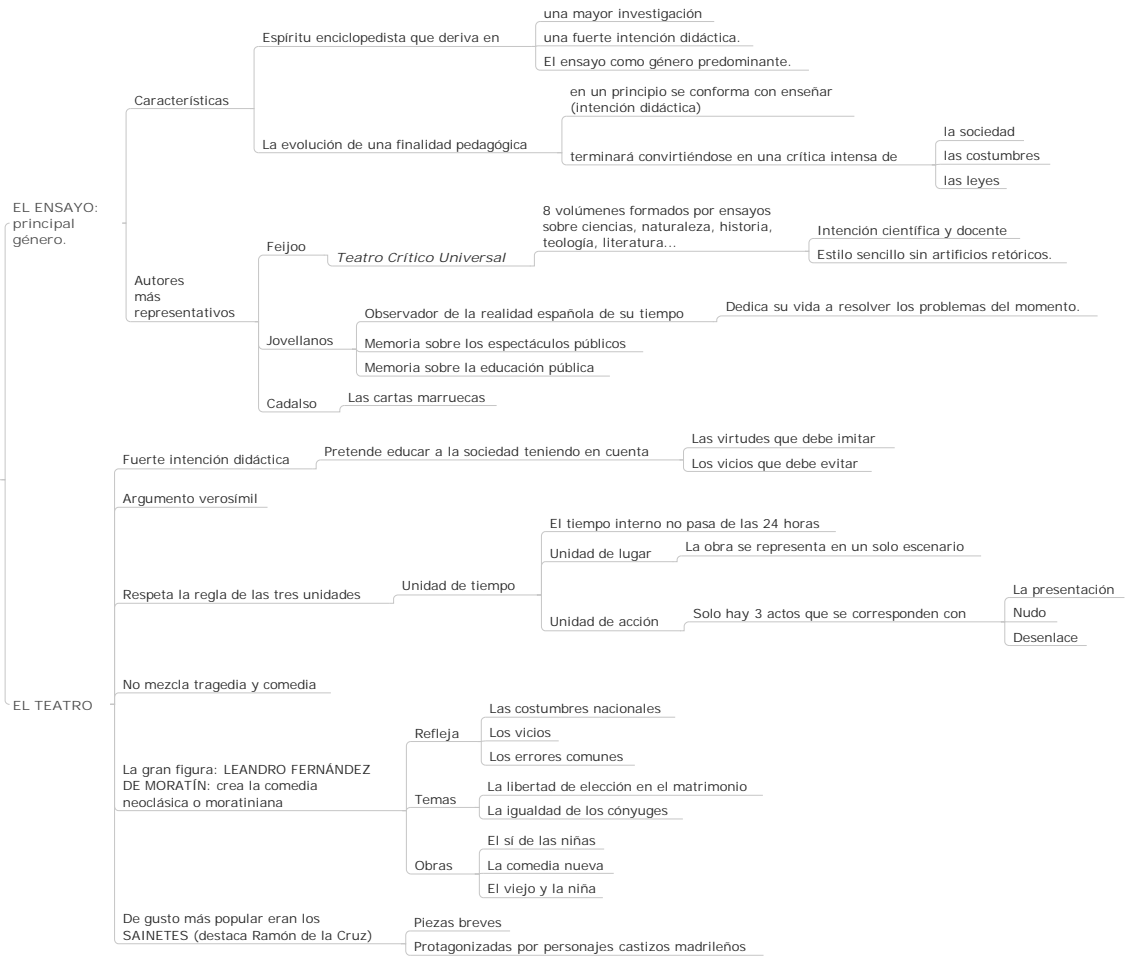 EL ENSAYO:
principal
género.
Características
Espíritu enciclopedista que deriva en
una mayor investigación
una fuerte intención didáctica.
El ensayo como género predominante.
La evolución de una finalidad pedagógica
en un principio se conforma con enseñar
(intención didáctica)
terminará convirtiéndose en una crítica intensa de
la sociedad
las costumbres
las leyes
Autores
más
representativos
Feijoo
Teatro Crítico Universal
8 volúmenes formados por ensayos
sobre ciencias, naturaleza, historia,
teología, literatura...
Intención científica y docente
Estilo sencillo sin artificios retóricos.
Jovellanos
Observador de la realidad española de su tiempo
Dedica su vida a resolver los problemas del momento.
Memoria sobre los espectáculos públicos
Memoria sobre la educación pública
Cadalso
Las cartas marruecas
EL TEATRO
Fuerte intención didáctica
Pretende educar a la sociedad teniendo en cuenta
Las virtudes que debe imitar
Los vicios que debe evitar
Argumento verosímil
Respeta la regla de las tres unidades
Unidad de tiempo
El tiempo interno no pasa de las 24 horas
Unidad de lugar
La obra se representa en un solo escenario
Unidad de acción
Solo hay 3 actos que se corresponden con
La presentación
Nudo
Desenlace
No mezcla tragedia y comedia
La gran figura: LEANDRO FERNÁNDEZ
DE MORATÍN: crea la comedia
neoclásica o moratiniana
Refleja
Las costumbres nacionales
Los vicios
Los errores comunes
Temas
La libertad de elección en el matrimonio
La igualdad de los cónyuges
Obras
El sí de las niñas
La comedia nueva
El viejo y la niña
De gusto más popular eran los
SAINETES (destaca Ramón de la Cruz)
Piezas breves
Protagonizadas por personajes castizos madrileños